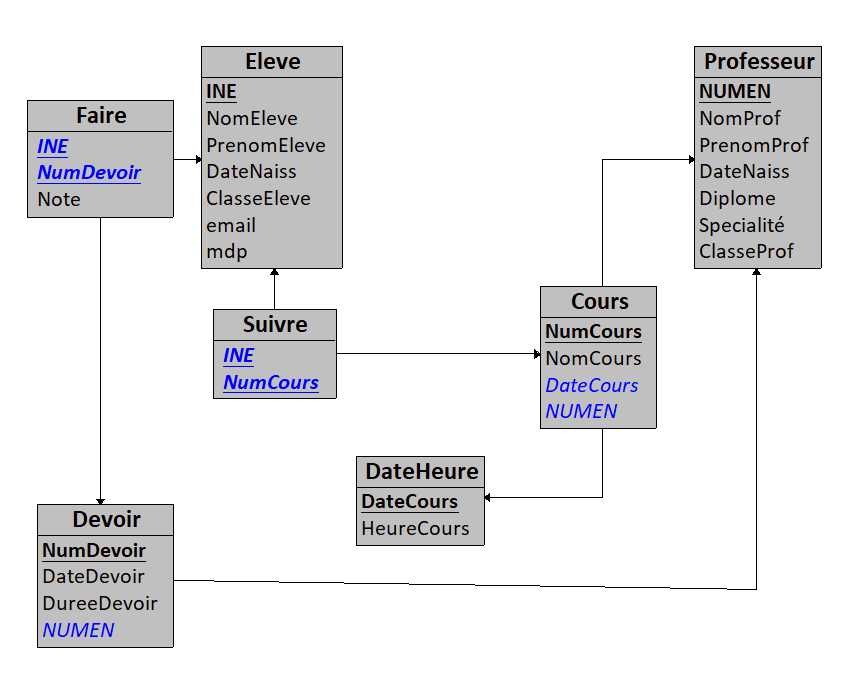 Eleve
INE
NomEleve
PrenomEleve
DateNaiss
ClasseEleve
email
mdp
Professeur
NUMEN
NomProf
PrenomProf
DateNaiss
Diplome
Specialité
ClasseProf
Faire
INE
NumDevoir
Note
Suivre
INE
NumCours
Cours
NumCours
NomCours
DateCours
NUMEN
DateHeure
DateCours
HeureCours
Devoir
NumDevoir
DateDevoir
DureeDevoir
NUMEN